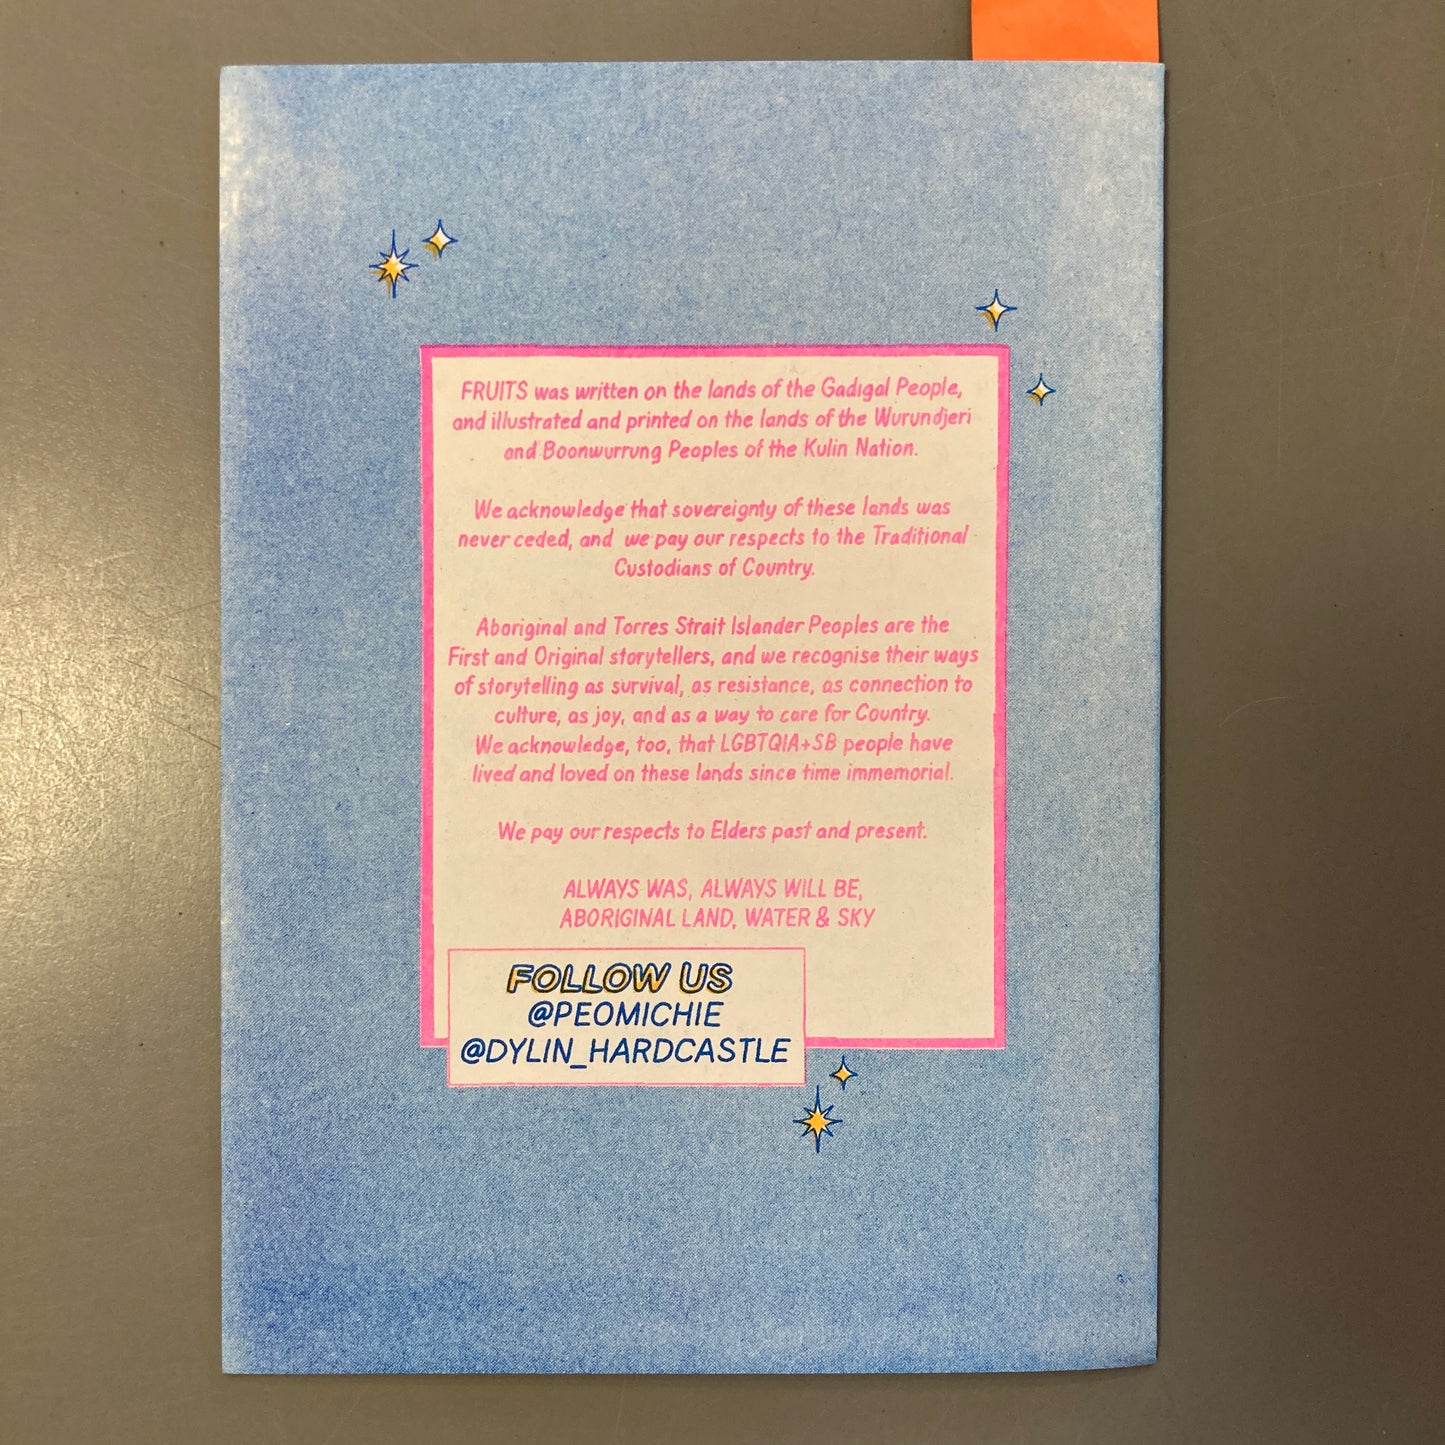 FRUITS was written on the lands of the Gadigal People,
and illustrated and printed on the lands of the Wurundjeri
and Boonwurrung Peoples of the Kulin Nation.
We acknowledge that sovereignty of these lands was
never ceded, and we pay our respects to the Traditional
Custodians of Country.
Aboriginal and Torres Strait Islander Peoples are the
First and Original storytellers, and we recognise their ways
of storytelling as survival, as resistance, as connection to
culture, as joy, and as a way to care for Country.
We acknowledge, too, that LGBTQIA+SB people have
lived and loved on these lands since time immemorial.
We pay our respects to Elders past and present.
ALWAYS WAS, ALWAYS WILL BE,
ABORIGINAL LAND, WATER & SKY
FOLLOW US
@PEOMICHIE
@DYLIN_HARDCASTLE